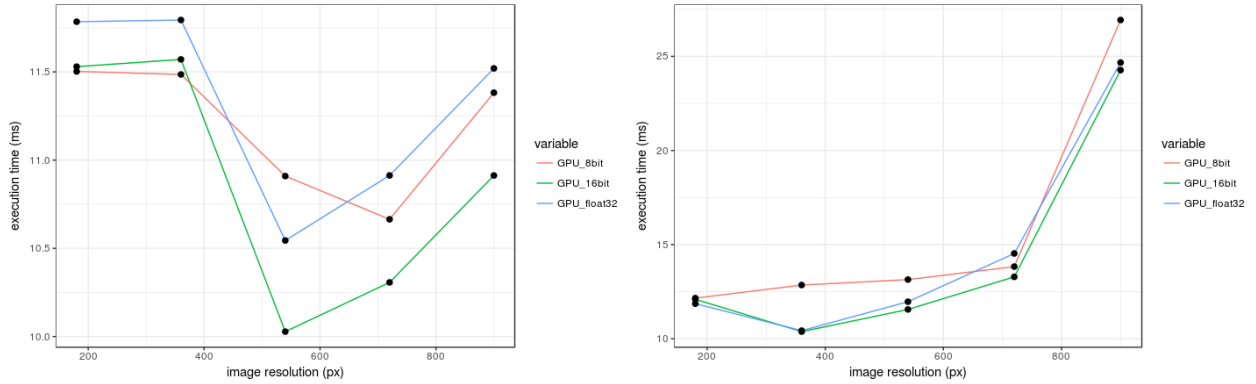 execution time (ms)
11.5
11.0
10.5
10.0
200
400
600
800
image resolution (px)
variable
GPU_8bit
GPU_16bit
GPU_float32
execution time (ms)
25
20
15
10
200
400
600
800
image resolution (px)
variable
GPU_8bit
GPU_16bit
GPU_float32